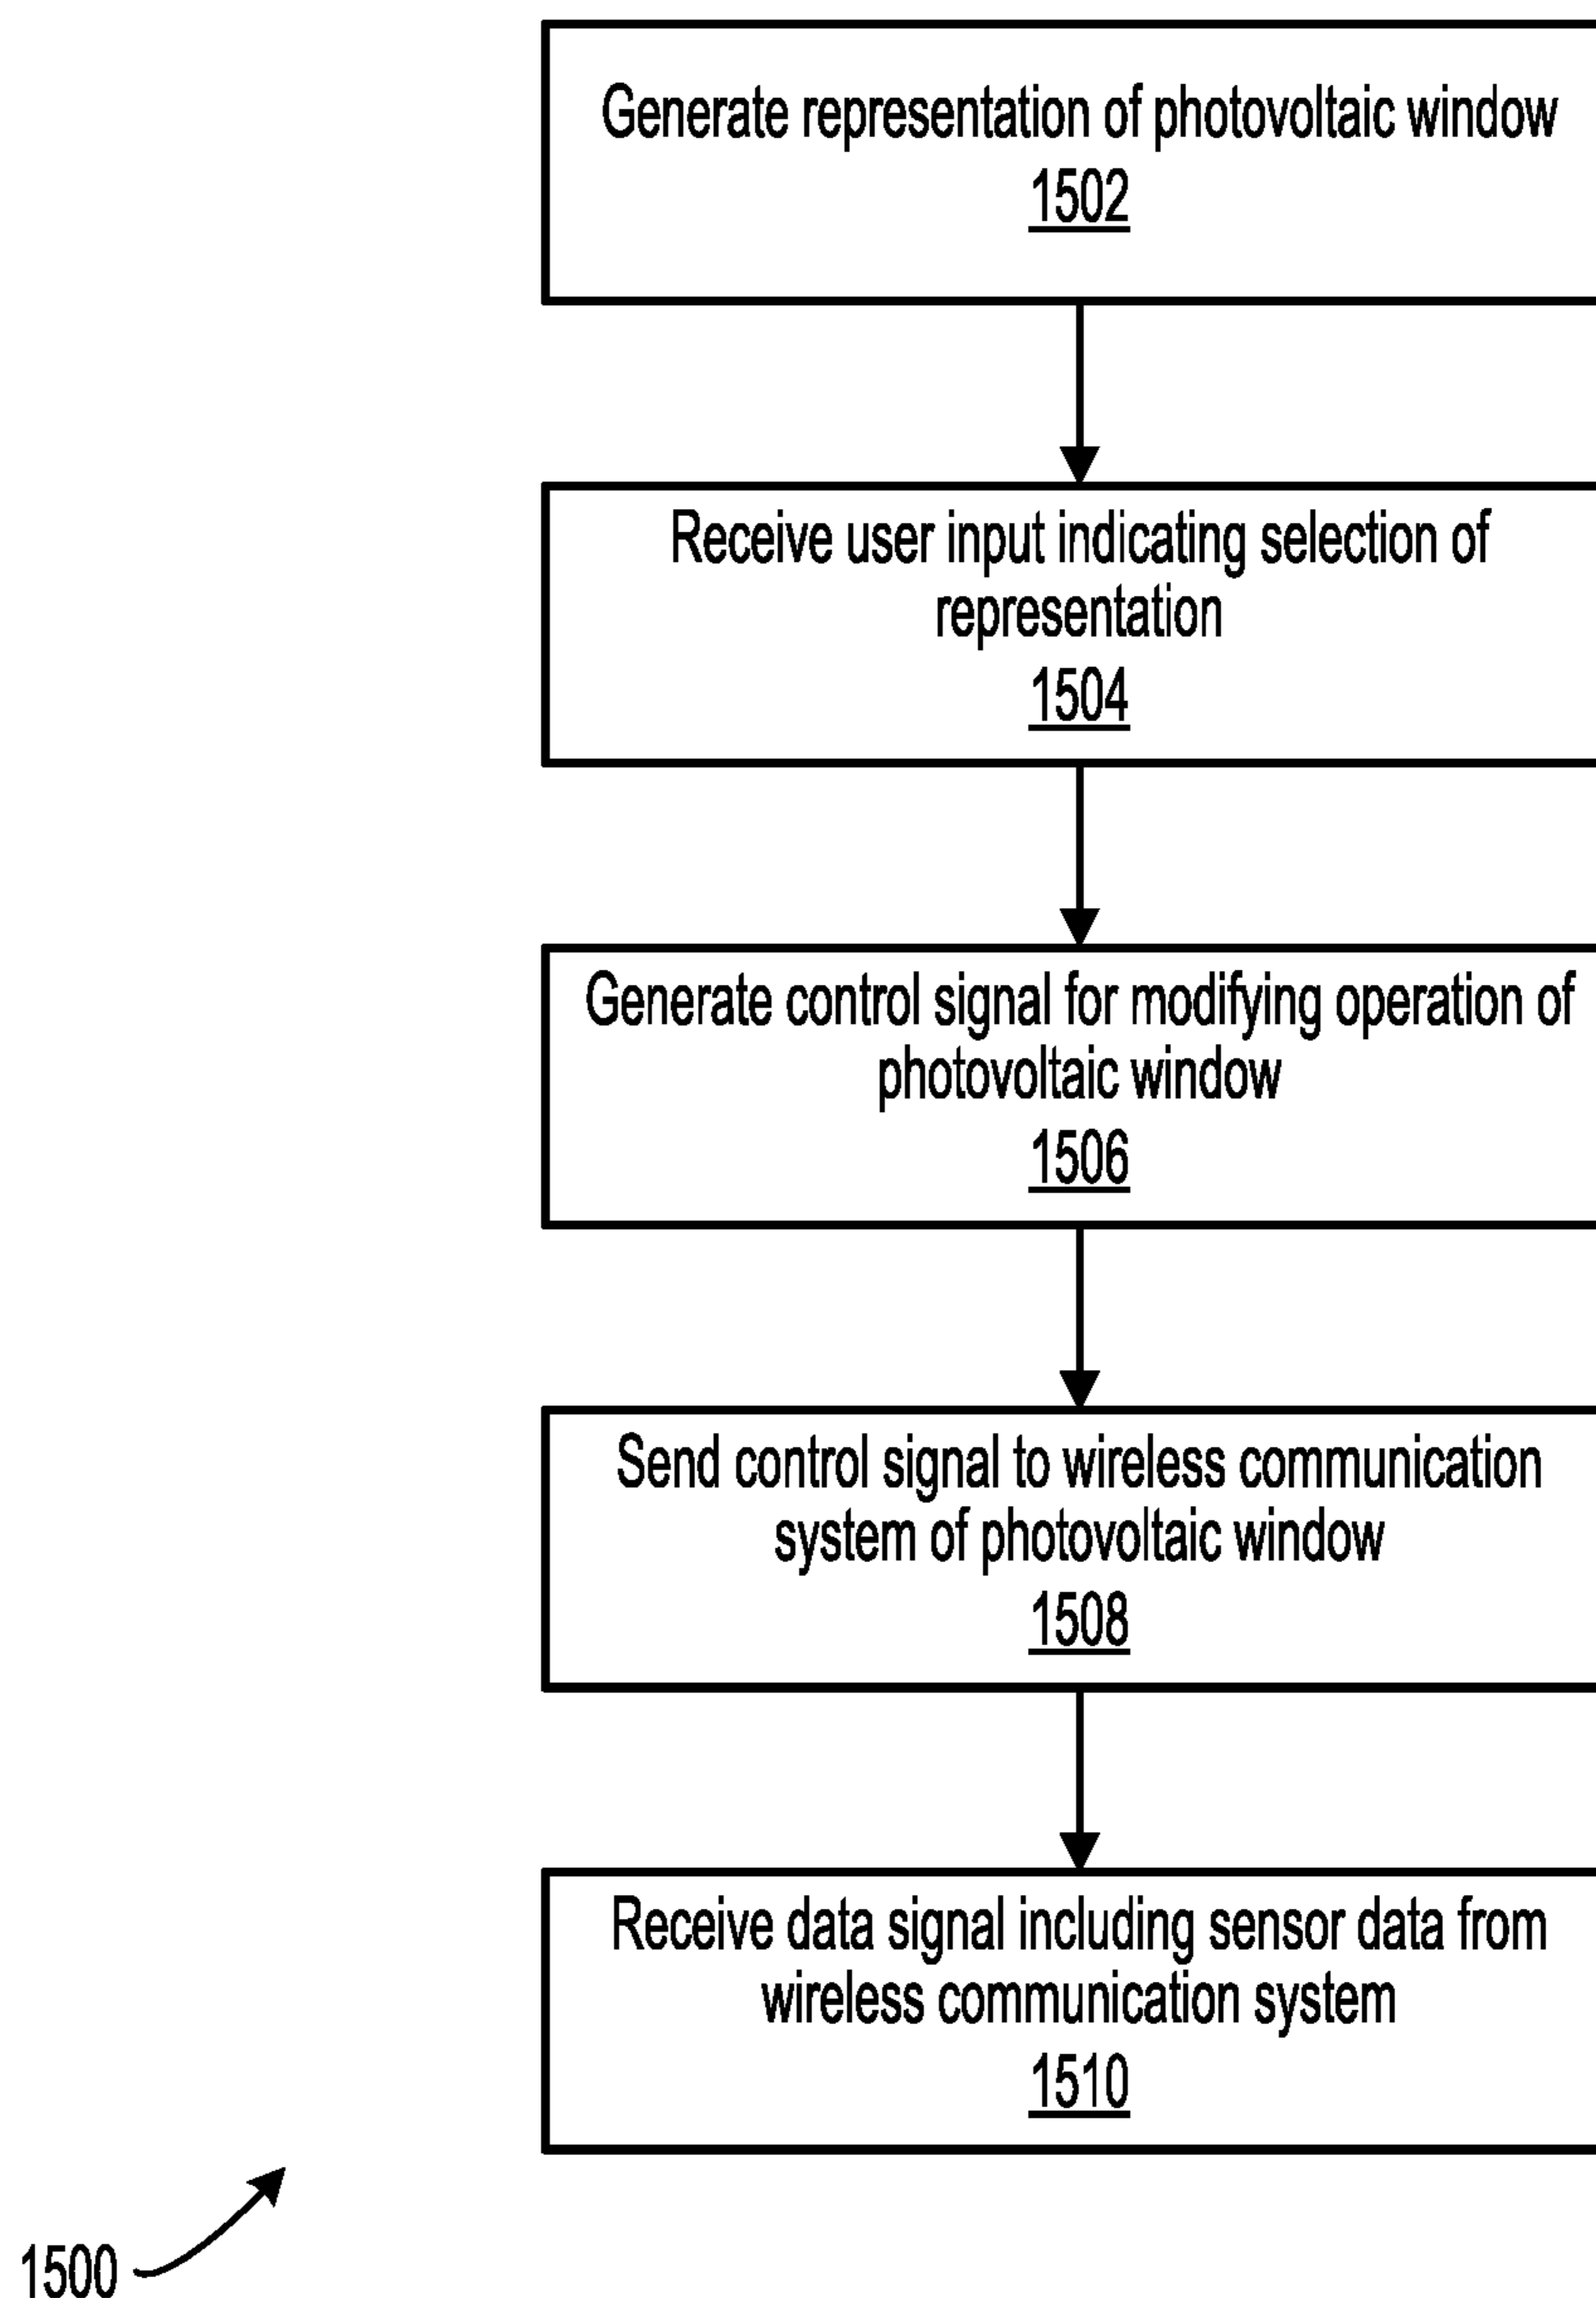 Generate representation of photovoltaic window
1502
Receive user input indicating selection of
representation
1504
Generate control signal for modifying operation of
photovoltaic window
1506
Send control signal to wireless communication
system of photovoltaic window
1508
Receive data signal including sensor data from
wireless communication system
1510
1500